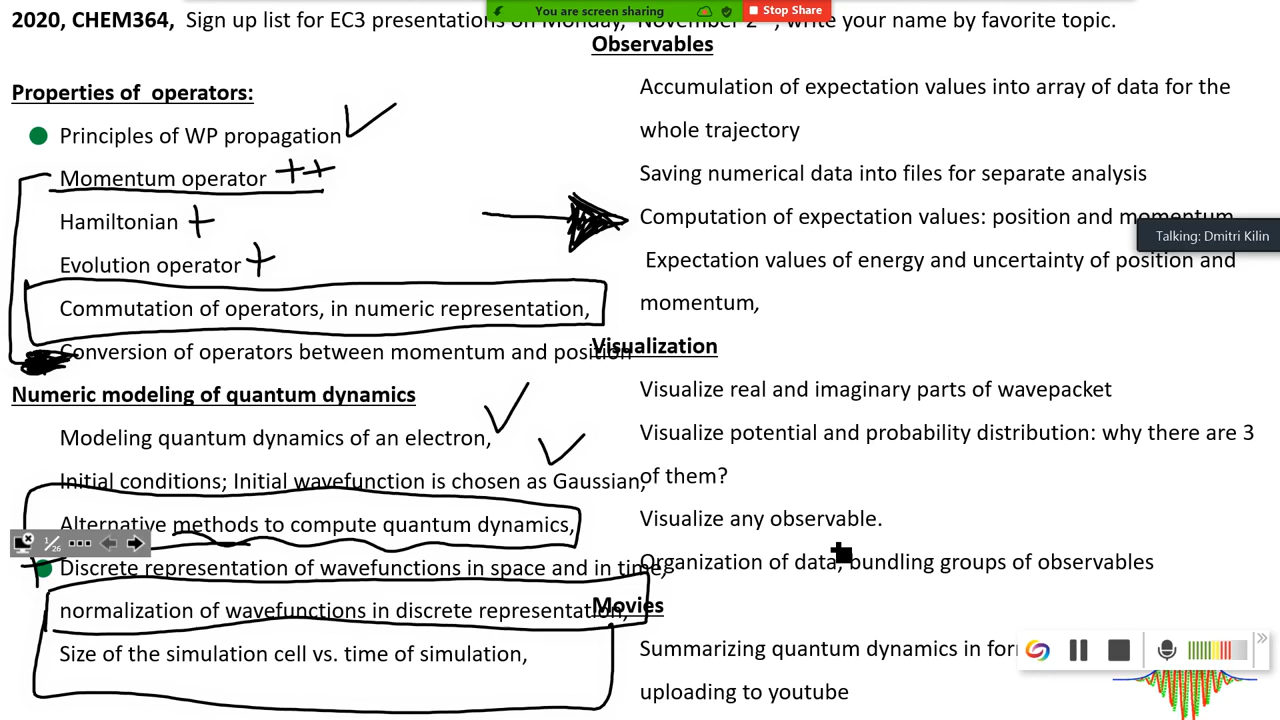 2020, CHEM364, Sign up list for EC3 presentations on Monday, November 2, write your name by favorite topic.
You are screen sharing
Stop Share
Properties of operators:
Principles of WP propagation
Momentum operator ++
Hamiltonian +
Evolution operator +
Commutation of operators, in numeric representation,
Conversion of operators between momentum and position
Numeric modeling of quantum dynamics
Modeling quantum dynamics of an electron,
Initial conditions; Initial wavefunction is chosen as Gaussian,
Alternative methods to compute quantum dynamics,
1/26
Discrete representation of wavefunctions in space and in time,
normalization of wavefunctions in discrete representation,
Size of the simulation cell vs. time of simulation,
Observables
Accumulation of expectation values into array of data for the
whole trajectory
Saving numerical data into files for separate analysis
Computation of expectation values: position and momentum
Talking: Dmitri Kilin
Expectation values of energy and uncertainty of position and
momentum,
Visualization
Visualize real and imaginary parts of wavepacket
Visualize potential and probability distribution: why there are 3
of them?
Visualize any observable.
Organization of data, bundling groups of observables
Movies
Summarizing quantum dynamics in
uploading to youtube